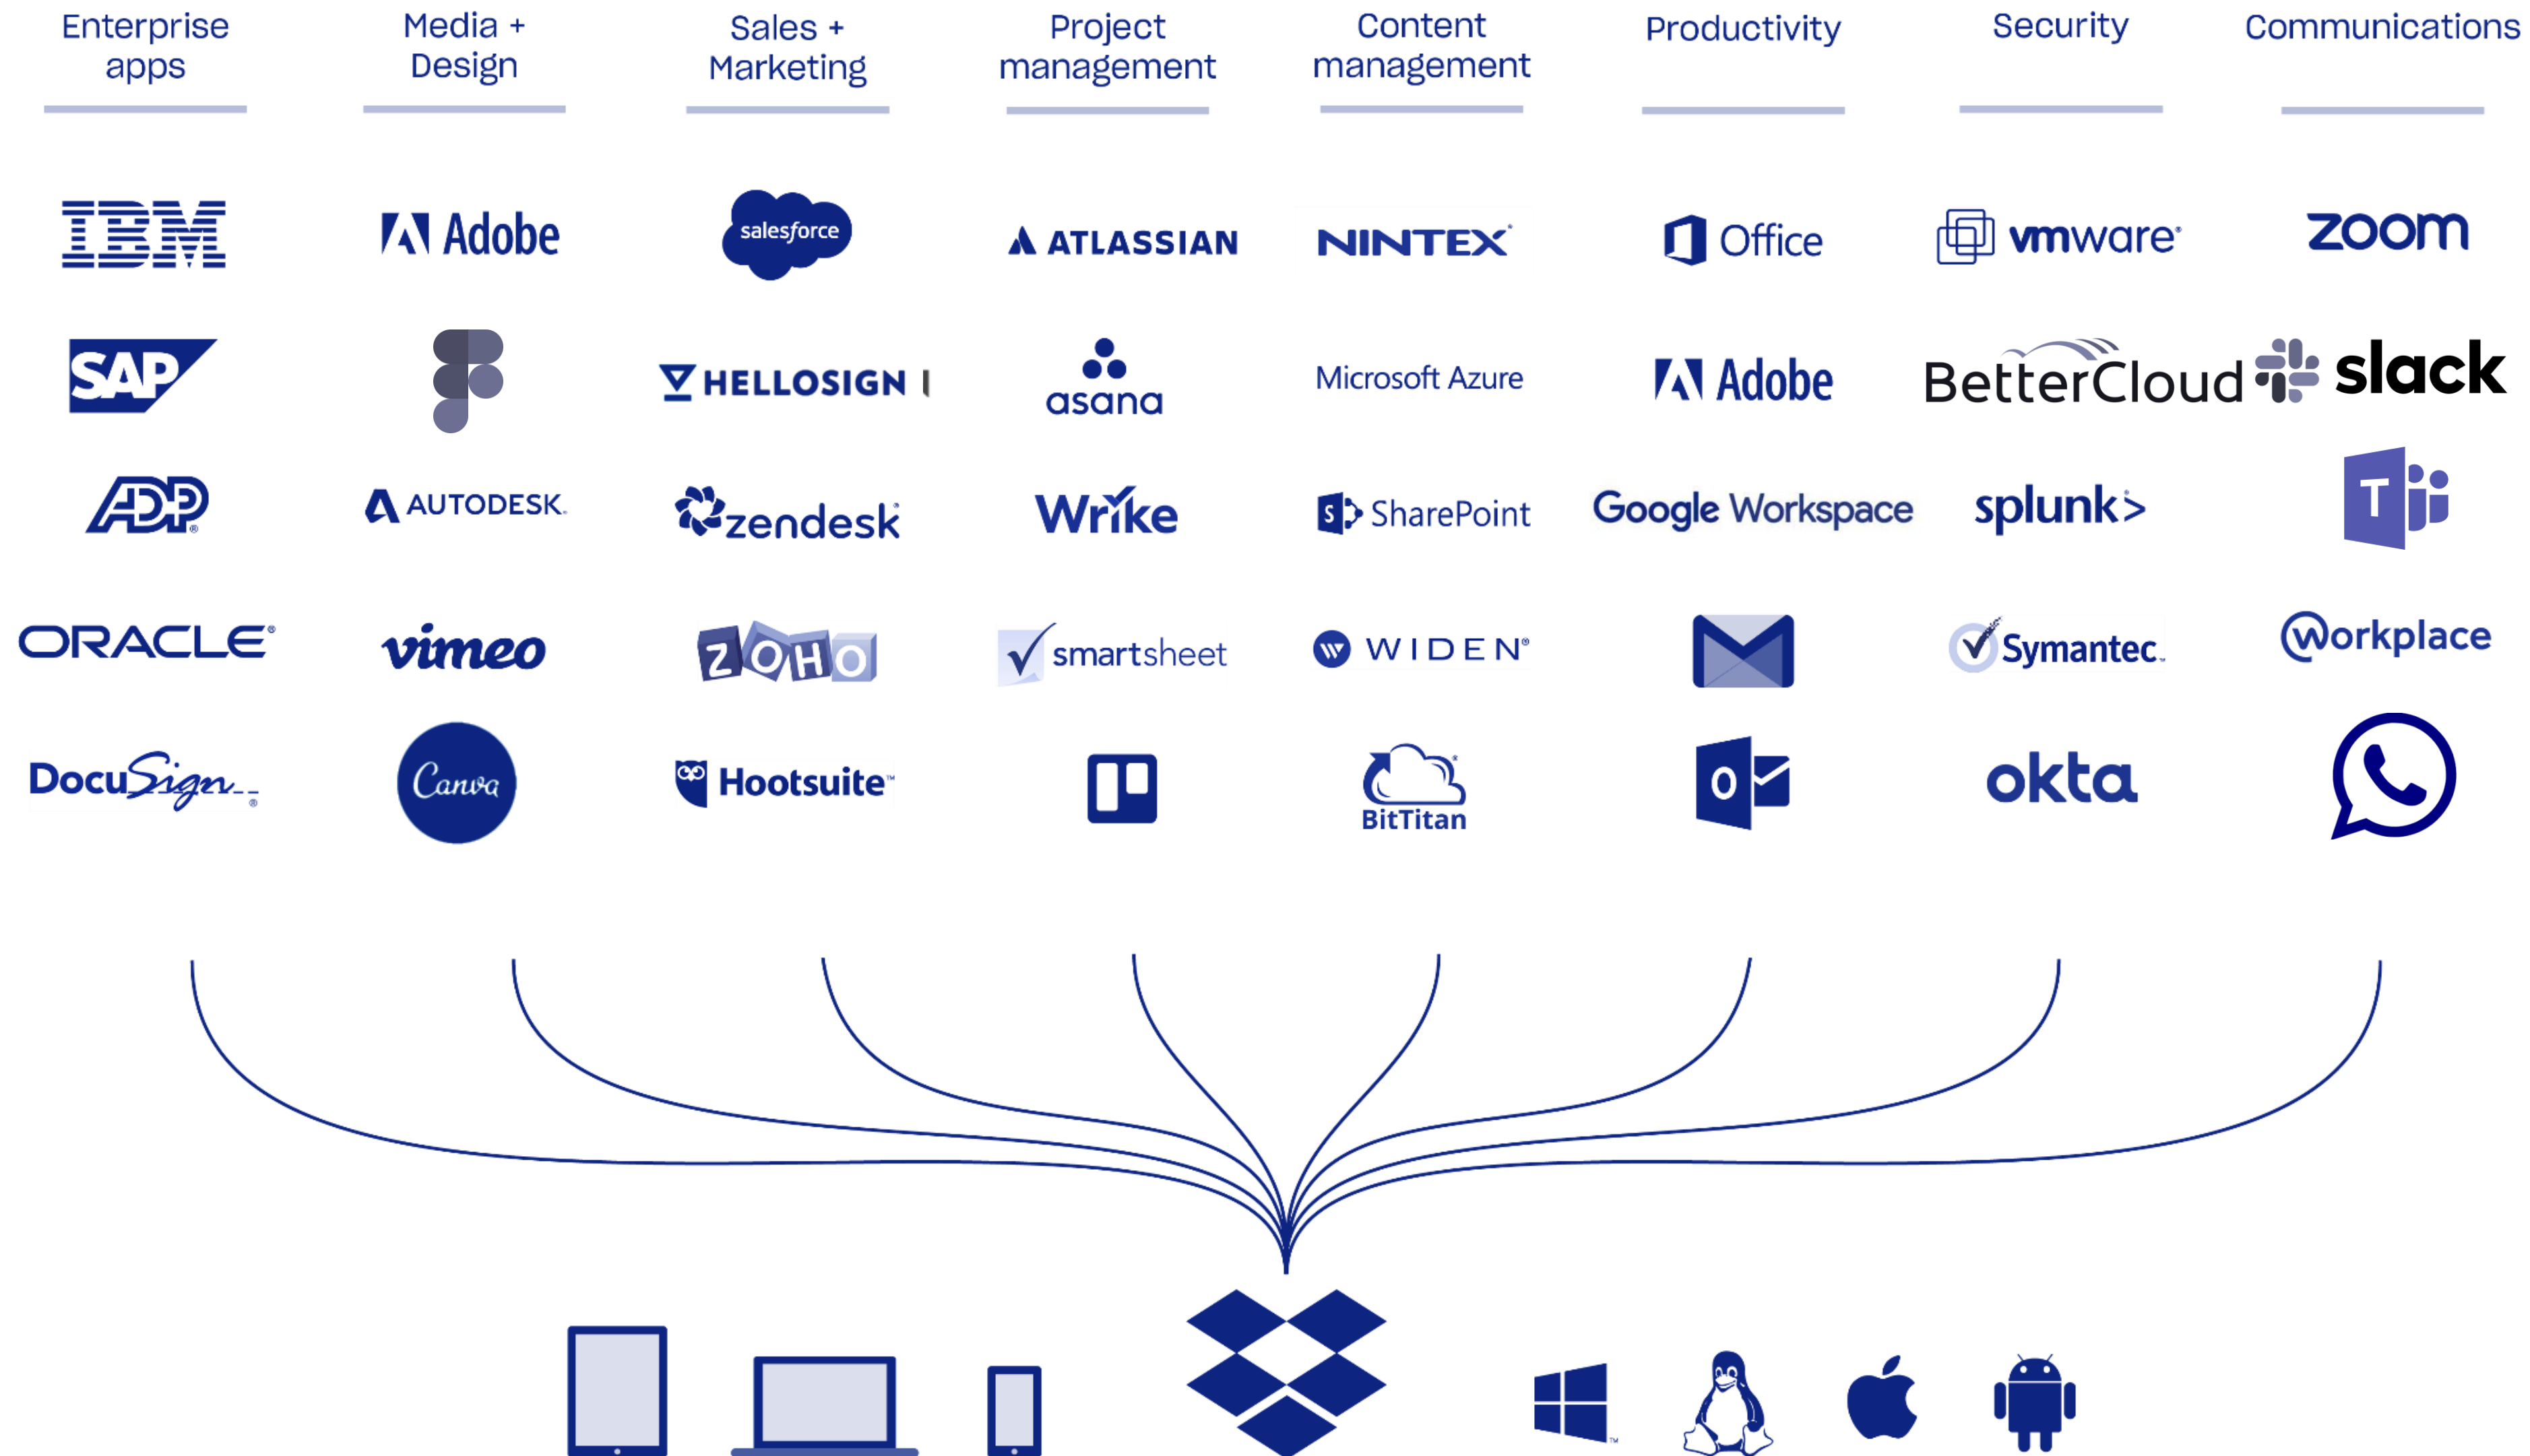 Enterprise
apps
Media +
Design
Sales +
Marketing
Project
management
Content
management
Productivity
Security
Communications
IBM
Adobe
salesforce
ATLASSIAN
NINTEX®
Office
vmware®
zoom
SAP
HELLOSIGN
asana
Microsoft Azure
Adobe
BetterCloud
slack
ADP®
AUTODESK®
zendesk®
Wrike
SharePoint
Google Workspace
splunk>
T
ORACLE®
vimeo
ZOHO
smartsheet
WIDEN®
Symantec™
Workplace
DocuSign®
Canva
Hootsuite™
BitTitan®
O
okta